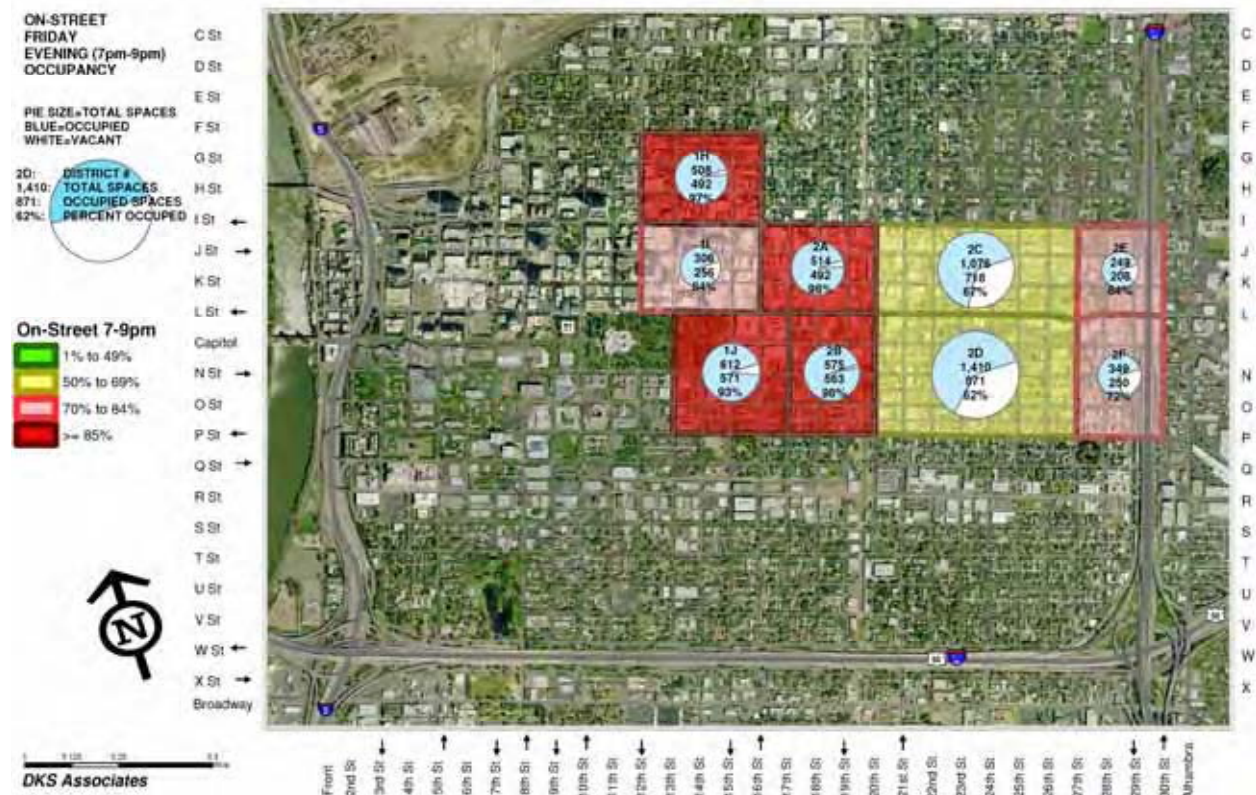 ON-STREET
FRIDAY
EVENING (7pm-9pm)
OCCUPANCY
PIE SIZE=TOTAL SPACES
BLUE=OCCUPIED
WHITE=VACANT
2D: DISTRICT #
1,410: TOTAL SPACES
871: OCCUPIED SPACES
62%: PERCENT OCCUPED
On-Street 7-9pm
1% to 49%
50% to 69%
70% to 84%
>= 85%
C St
D St
E St
F St
G St
H St
I St
J St
K St
L St
Capitol
N St
O St
P St
Q St
R St
S St
T St
U St
V St
W St
X St
Broadway
1H
508
492
97%
1I
306
256
84%
2A
514
492
96%
2C
1,076
718
67%
2E
249
208
84%
1J
612
571
93%
2B
575
563
98%
2D
1,410
871
62%
2F
349
250
72%
C
D
E
F
G
H
I
J
K
L
N
O
P
Q
R
S
T
U
V
W
X
5
5
N
DKS Associates
Front
2nd St
3rd St
4th St
5th St
6th St
7th St
8th St
9th St
10th St
11th St
12th St
13th St
14th St
15th St
16th St
17th St
18th St
19th St
20th St
21st St
22nd St
23rd St
24th St
25th St
26th St
27th St
28th St
29th St
30th St
Alhambra